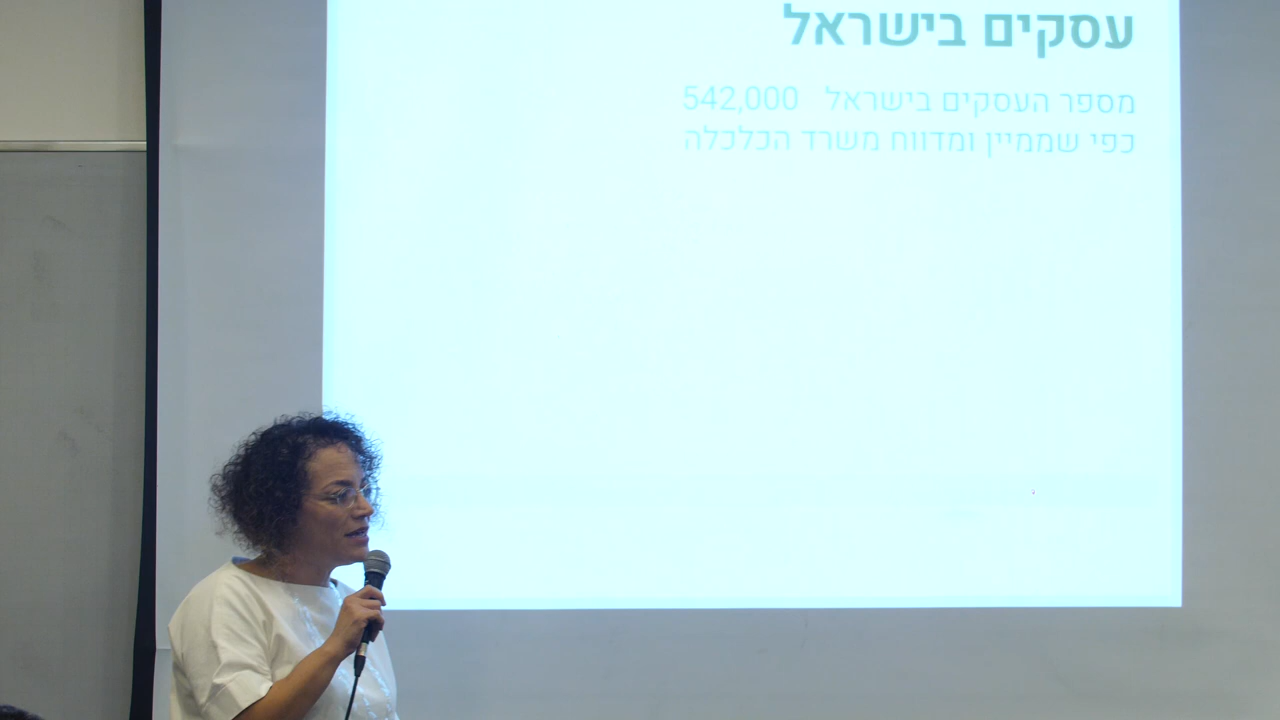 עסקים בישראל
מספר העסקים בישראל 542,000
כפי שממיין ומדווח משרד הכלכלה